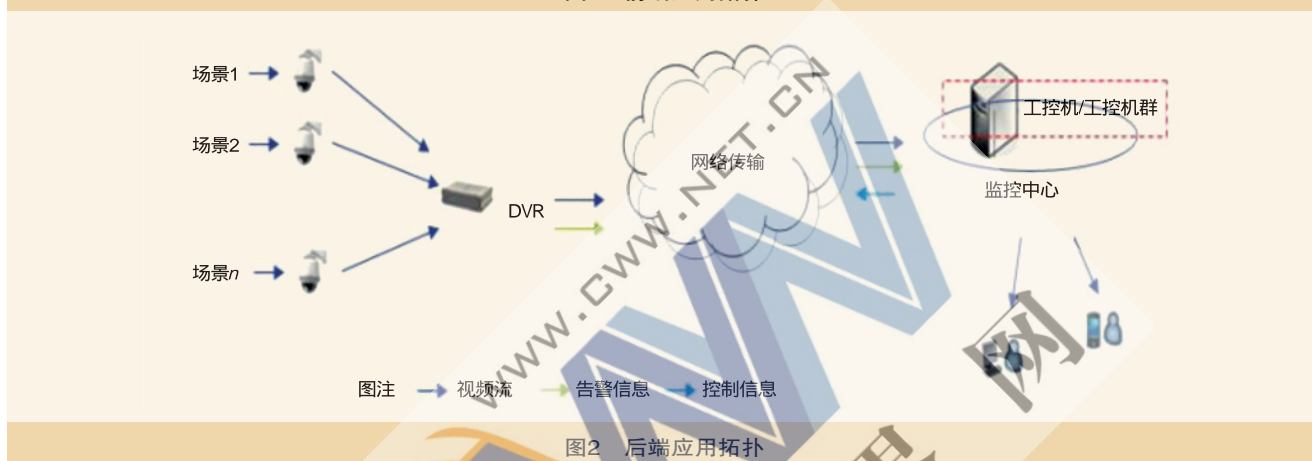 场景1
场景2
场景n
DVR
网络传输
工控机/工控机群
监控中心
图注 视频流 告警信息 控制信息
图2 后端应用拓扑
WWW.CWW.NET.CN
网